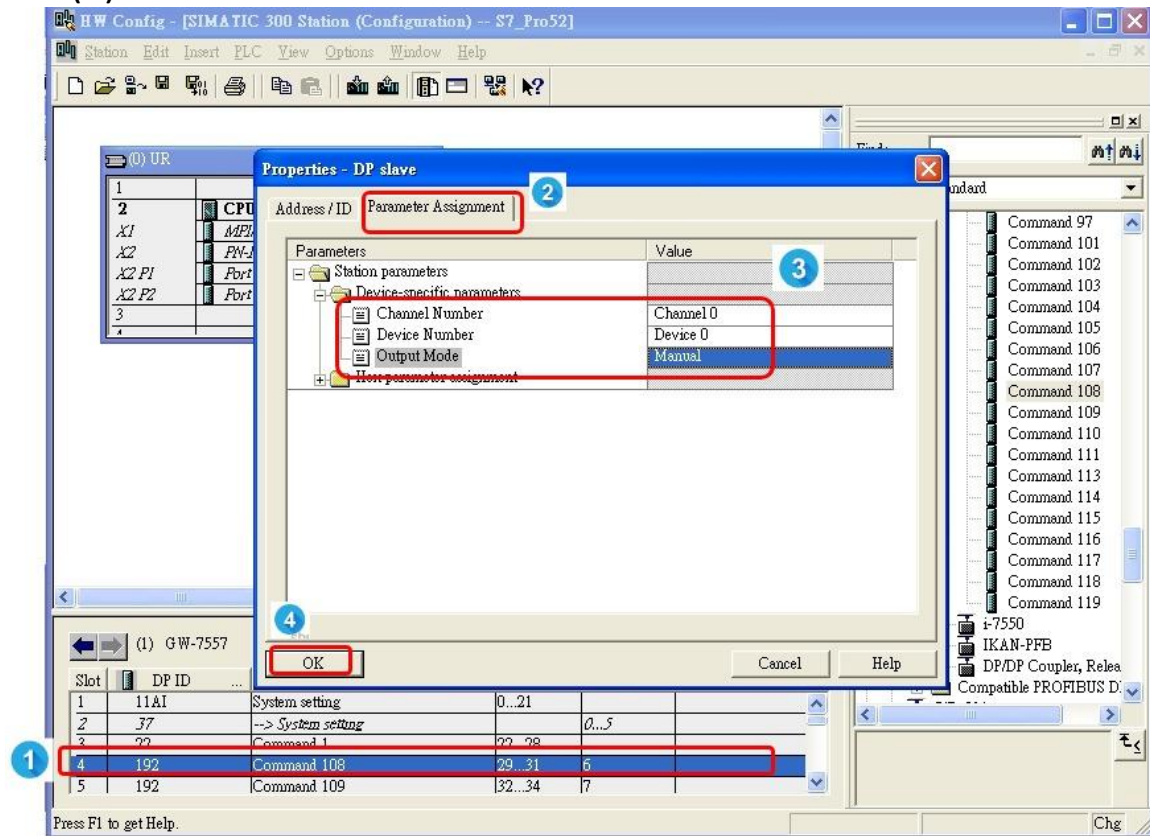 HW Config - [SIMATIC 300 Station (Configuration) -- S7_Pro52]
Station Edit Insert PLC View Options Window Help
(0) UR
1
2 CPU
X1
X2
X2 P1 Port
X2 P2 Port
3
Properties - DP slave
Address / ID Parameter Assignment
2
Parameters Value
3
Station parameters
Device-specific parameters
Channel Number Channel 0
Device Number Device 0
Output Mode Manual
Hex parameter assignment
4
OK Cancel Help
Command 97
Command 101
Command 102
Command 103
Command 104
Command 105
Command 106
Command 107
Command 108
Command 109
Command 110
Command 111
Command 113
Command 114
Command 115
Command 116
Command 117
Command 118
Command 119
i-7550
IKAN-PFB
DP/DP Coupler, Relea
Compatible PROFIBUS D
(1) GW-7557
Slot DP ID ...
1 11AI System setting 0...21
2 37 --> System setting 0...5
3 Command 1 22...28
1
4 192 Command 108 29...31 6
5 192 Command 109 32...34 7
Press F1 to get Help. Chg